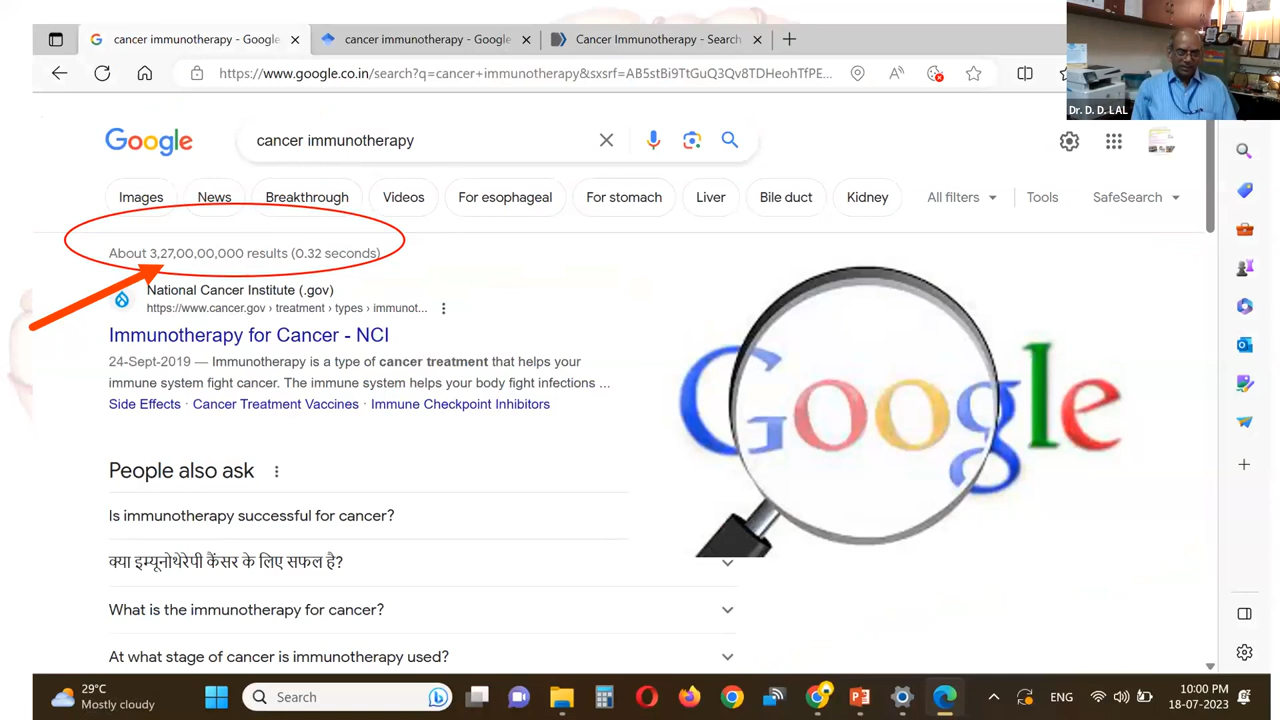 cancer immunotherapy - Google
cancer immunotherapy - Google
Cancer Immunotherapy - Search
https://www.google.co.in/search?q=cancer+immunotherapy&sxsrf=AB5stBi9TtGuQ3Qv8TDHeohTfPE...
Dr. D. D. LAL
Google
cancer immunotherapy
Images
News
Breakthrough
Videos
For esophageal
For stomach
Liver
Bile duct
Kidney
All filters
Tools
SafeSearch
About 3,27,00,00,000 results (0.32 seconds)
National Cancer Institute (.gov)
https://www.cancer.gov › treatment › types › immunot...
Immunotherapy for Cancer - NCI
24-Sept-2019 — Immunotherapy is a type of cancer treatment that helps your
immune system fight cancer. The immune system helps your body fight infections ...
Side Effects · Cancer Treatment Vaccines · Immune Checkpoint Inhibitors
Google
People also ask
Is immunotherapy successful for cancer?
क्या इम्यूनोथेरेपी कैंसर के लिए सफल है?
What is the immunotherapy for cancer?
At what stage of cancer is immunotherapy used?
29°C
Mostly cloudy
Search
ENG
10:00 PM
18-07-2023